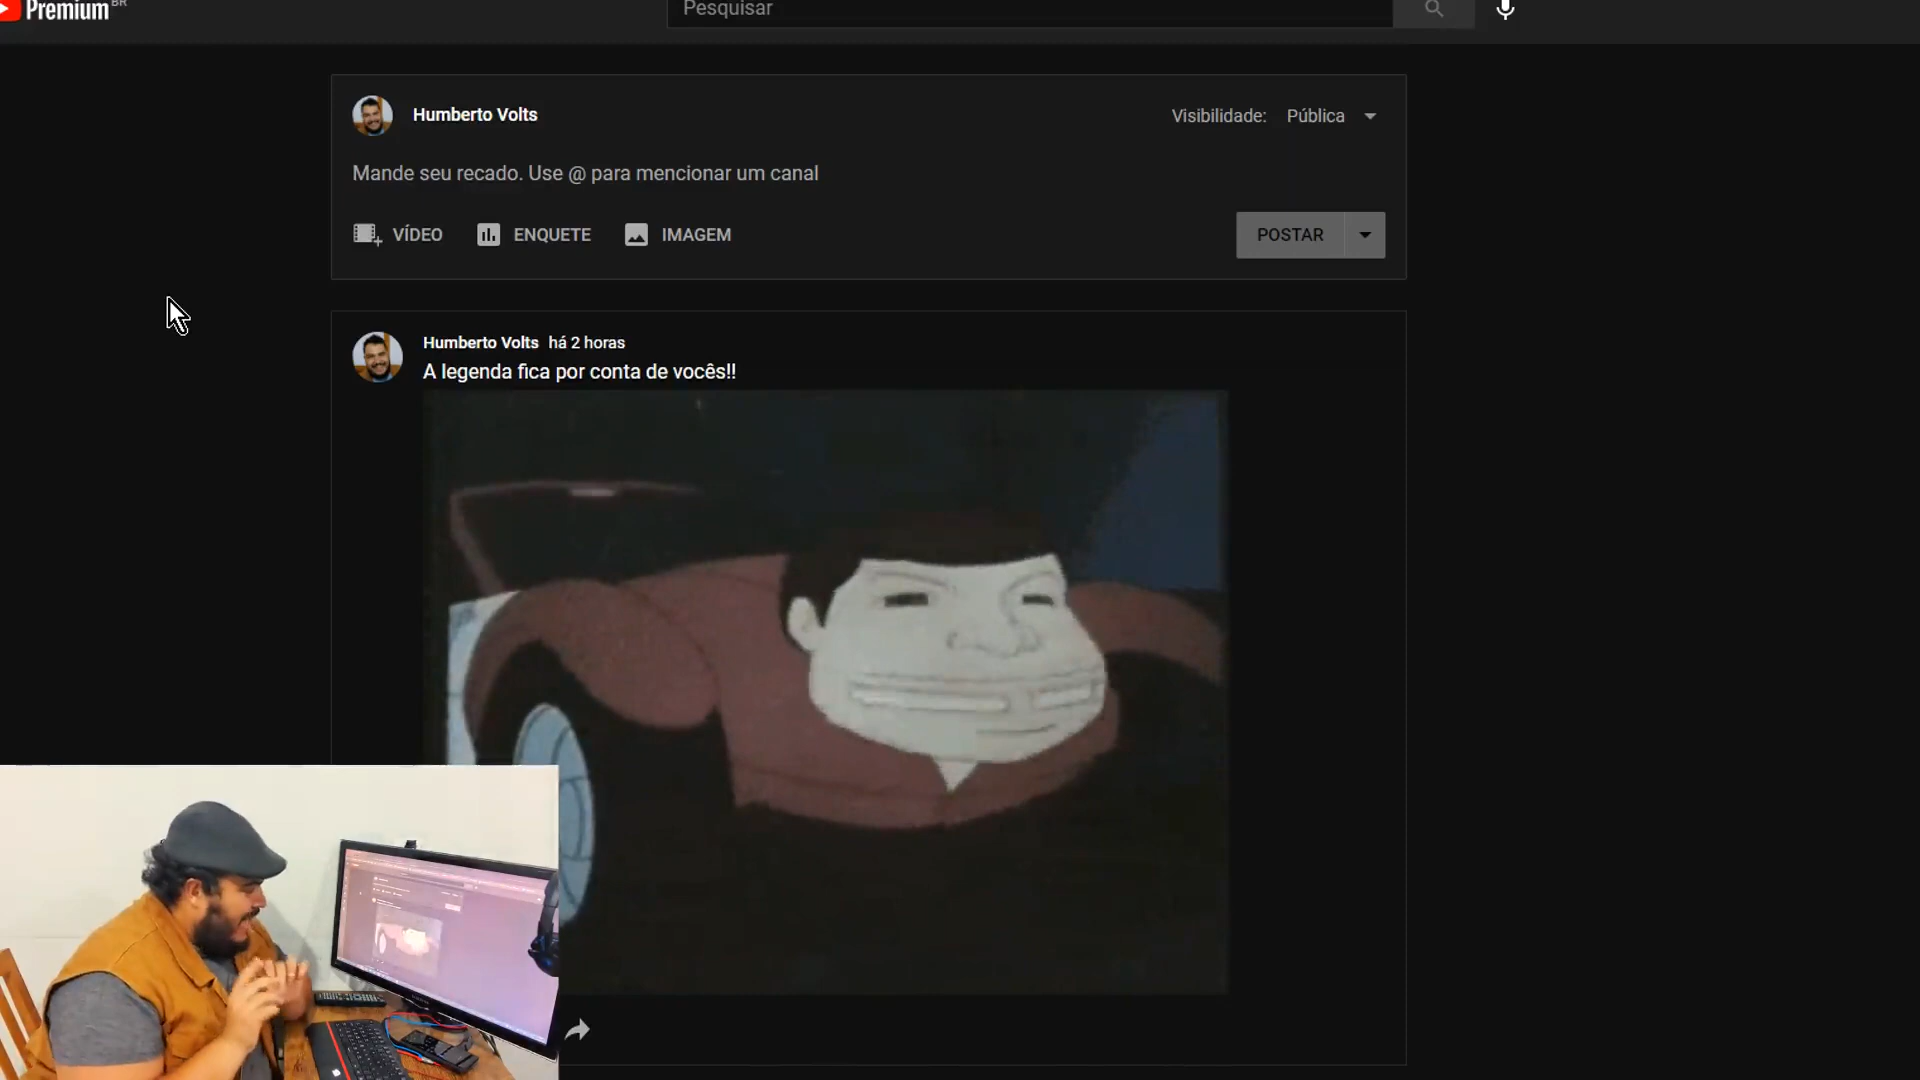 Premium BR
Pesquisar
Humberto Volts
Visibilidade: Pública
Mande seu recado. Use @ para mencionar um canal
VÍDEO ENQUETE IMAGEM
POSTAR
Humberto Volts há 2 horas
A legenda fica por conta de vocês!!